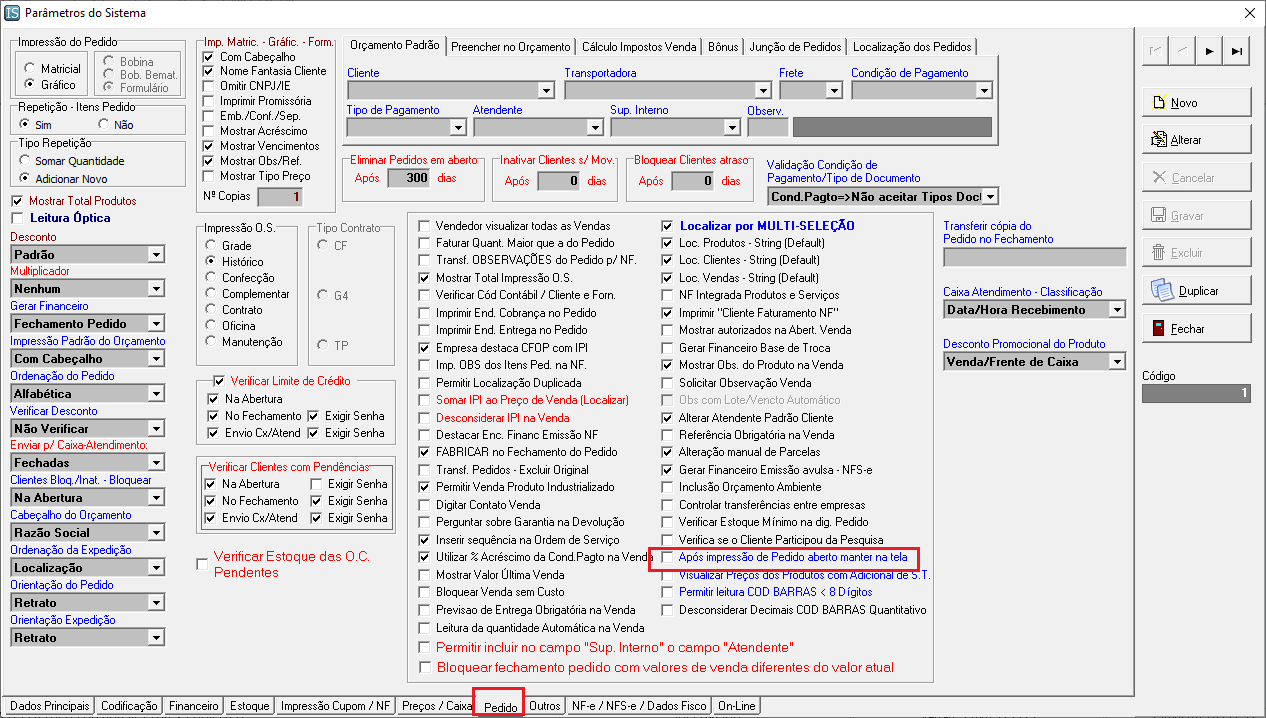 IS Parâmetros do Sistema
Impressão do Pedido
Matricial
Gráfico
Bobina
Bob. Bemat.
Formulário
Repetição - Itens Pedido
Sim
Não
Tipo Repetição
Somar Quantidade
Adicionar Novo
Mostrar Total Produtos
Leitura Óptica
Desconto
Padrão
Multiplicador
Nenhum
Gerar Financeiro
Fechamento Pedido
Impressão Padrão do Orçamento
Com Cabeçalho
Ordenação do Pedido
Alfabética
Verificar Desconto
Não Verificar
Enviar p/ Caixa-Atendimento:
Fechadas
Clientes Bloq./Inat. - Bloquear
Na Abertura
Cabeçalho do Orçamento
Razão Social
Ordenação da Expedição
Localização
Orientação do Pedido
Retrato
Orientação Expedição
Retrato
Imp. Matric. - Gráfic. - Form.
Com Cabeçalho
Nome Fantasia Cliente
Omitir CNPJ/IE
Imprimir Promissória
Emb./Conf./Sep.
Mostrar Acréscimo
Mostrar Vencimentos
Mostrar Obs/Ref.
Mostrar Tipo Preço
Nº Copias 1
Impressão O.S.
Grade
Histórico
Confecção
Complementar
Contrato
Oficina
Manutenção
Tipo Contrato
CF
G4
TP
Verificar Limite de Crédito
Na Abertura
No Fechamento Exigir Senha
Envio Cx/Atend Exigir Senha
Verificar Clientes com Pendências
Na Abertura Exigir Senha
No Fechamento Exigir Senha
Envio Cx/Atend Exigir Senha
Verificar Estoque das O.C.
Pendentes
Orçamento Padrão Preencher no Orçamento Cálculo Impostos Venda Bônus Junção de Pedidos Localização dos Pedidos
Cliente Transportadora Frete Condição de Pagamento
Tipo de Pagamento Atendente Sup. Interno Observ.
Eliminar Pedidos em aberto
Após 300 dias
Inativar Clientes s/ Mov.
Após 0 dias
Bloquear Clientes atraso
Após 0 dias
Validação Condição de
Pagamento/Tipo de Documento
Cond.Pagto=>Não aceitar Tipos Doc
Vendedor visualizar todas as Vendas
Faturar Quant. Maior que a do Pedido
Transf. OBSERVAÇÕES do Pedido p/ NF.
Mostrar Total Impressão O.S.
Verificar Cód Contábil / Cliente e Forn.
Imprimir End. Cobrança no Pedido
Imprimir End. Entrega no Pedido
Empresa destaca CFOP com IPI
Imp. OBS dos Itens Ped. na NF.
Permitir Localização Duplicada
Somar IPI ao Preço de Venda (Localizar)
Desconsiderar IPI na Venda
Destacar Enc. Financ Emissão NF
FABRICAR no Fechamento do Pedido
Transf. Pedidos - Excluir Original
Permitir Venda Produto Industrializado
Digitar Contato Venda
Perguntar sobre Garantia na Devolução
Inserir sequência na Ordem de Serviço
Utilizar % Acréscimo da Cond.Pagto na Venda
Mostrar Valor Última Venda
Bloquear Venda sem Custo
Previsao de Entrega Obrigatória na Venda
Leitura da quantidade Automática na Venda
Permitir incluir no campo "Sup. Interno" o campo "Atendente"
Bloquear fechamento pedido com valores de venda diferentes do valor atual
Localizar por MULTI-SELEÇÃO
Loc. Produtos - String (Default)
Loc. Clientes - String (Default)
Loc. Vendas - String (Default)
NF Integrada Produtos e Serviços
Imprimir "Cliente Faturamento NF"
Mostrar autorizados na Abert. Venda
Gerar Financeiro Base de Troca
Mostrar Obs. do Produto na Venda
Solicitar Observação Venda
Obs com Lote/Vencto Automático
Alterar Atendente Padrão Cliente
Referência Obrigatória na Venda
Alteração manual de Parcelas
Gerar Financeiro Emissão avulsa - NFS-e
Inclusão Orçamento Ambiente
Controlar transferências entre empresas
Verificar Estoque Mínimo na dig. Pedido
Verifica se o Cliente Participou da Pesquisa
Após impressão de Pedido aberto manter na tela
Visualizar Preços dos Produtos com Adicional de S.T.
Permitir leitura COD BARRAS < 8 Dígitos
Desconsiderar Decimais COD BARRAS Quantitativo
Transferir cópia do
Pedido no Fechamento
Caixa Atendimento - Classificação
Data/Hora Recebimento
Desconto Promocional do Produto
Venda/Frente de Caixa
Novo
Alterar
Cancelar
Gravar
Excluir
Duplicar
Fechar
Código
1
Dados Principais Codificação Financeiro Estoque Impressão Cupom / NF Preços / Caixa Pedido Outros NF-e / NFS-e / Dados Fisco On-Line